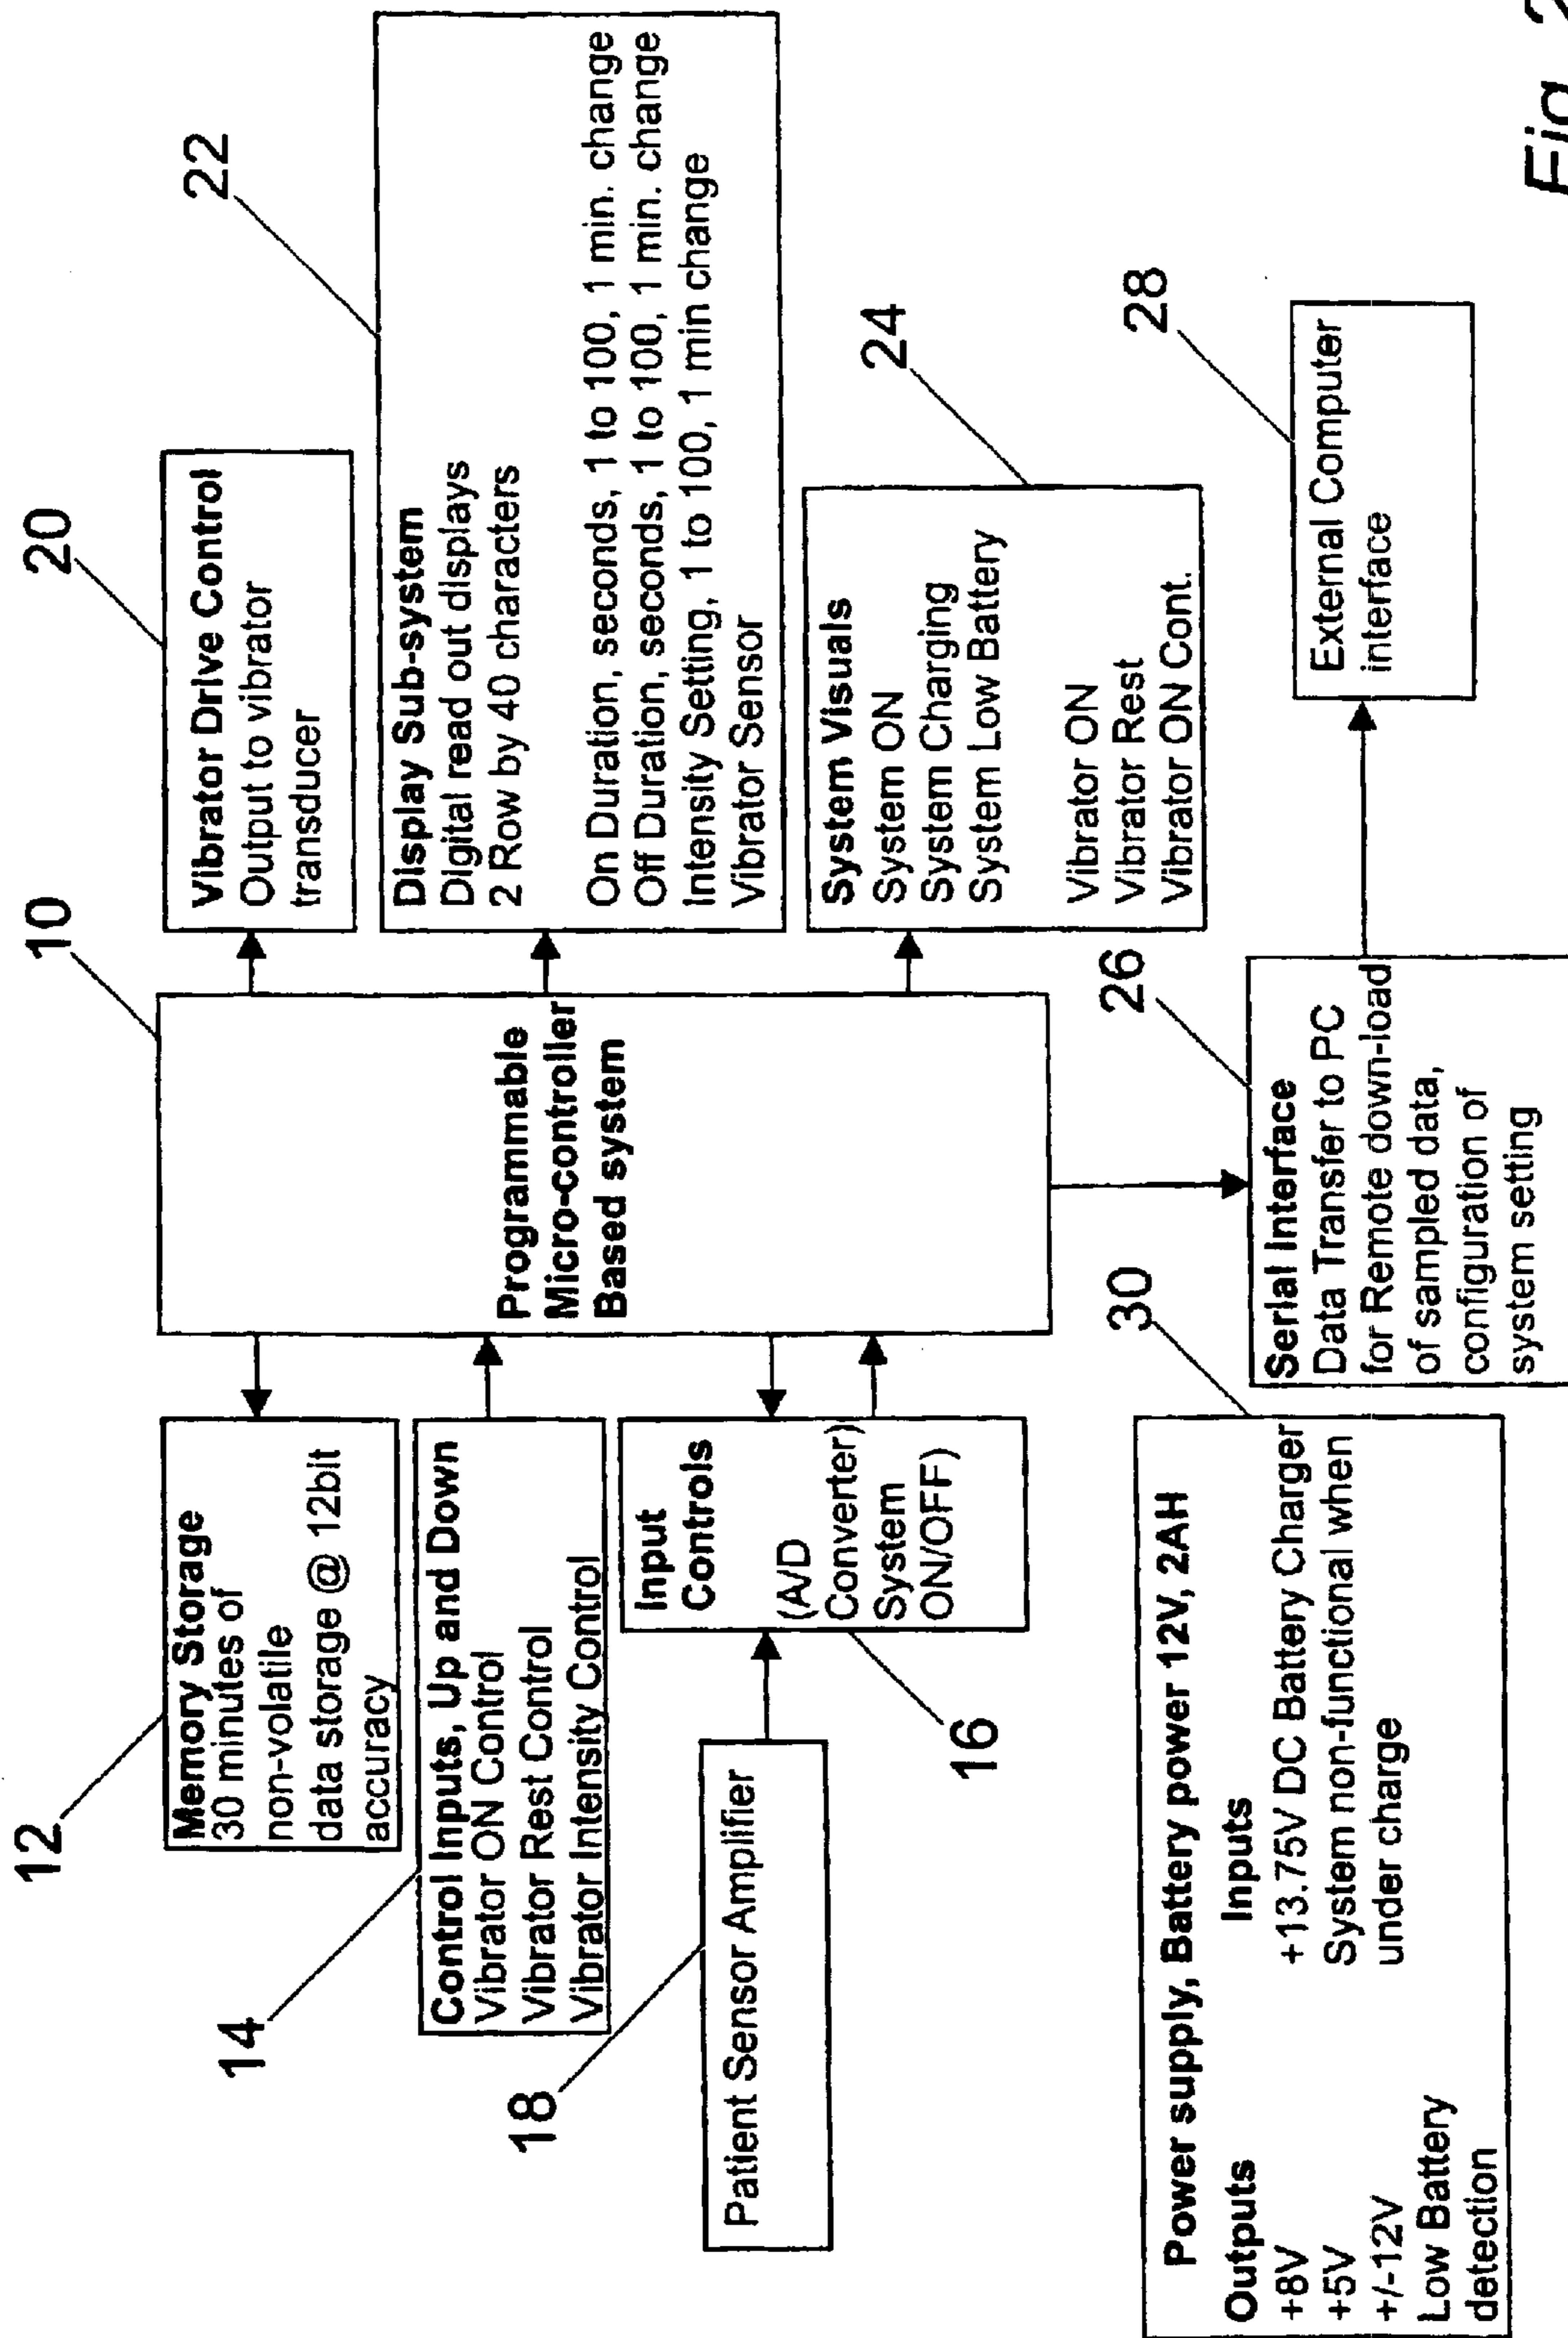 12
Memory Storage
30 minutes of
non-volatile
data storage @ 12bit
accuracy
14
Control Inputs, Up and Down
Vibrator ON Control
Vibrator Rest Control
Vibrator Intensity Control
18
Patient Sensor Amplifier
Input
Controls
(A/D
Converter)
System
ON/OFF)
16
10
Programmable
Micro-controller
Based system
20
Vibrator Drive Control
Output to vibrator
transducer
22
Display Sub-system
Digital read out displays
2 Row by 40 characters
On Duration, seconds, 1 to 100, 1 min. change
Off Duration, seconds, 1 to 100, 1 min. change
Intensity Setting, 1 to 100, 1 min change
Vibrator Sensor
24
System Visuals
System ON
System Charging
System Low Battery
Vibrator ON
Vibrator Rest
Vibrator ON Cont.
26
Serial Interface
Data Transfer to PC
for Remote down-load
of sampled data,
configuration of
system setting
28
External Computer
interface
30
Power supply, Battery power 12V, 2AH
Outputs
+8V
+5V
+/-12V
Low Battery
detection
Inputs
+13.75V DC Battery Charger
System non-functional when
under charge
Fig. 2